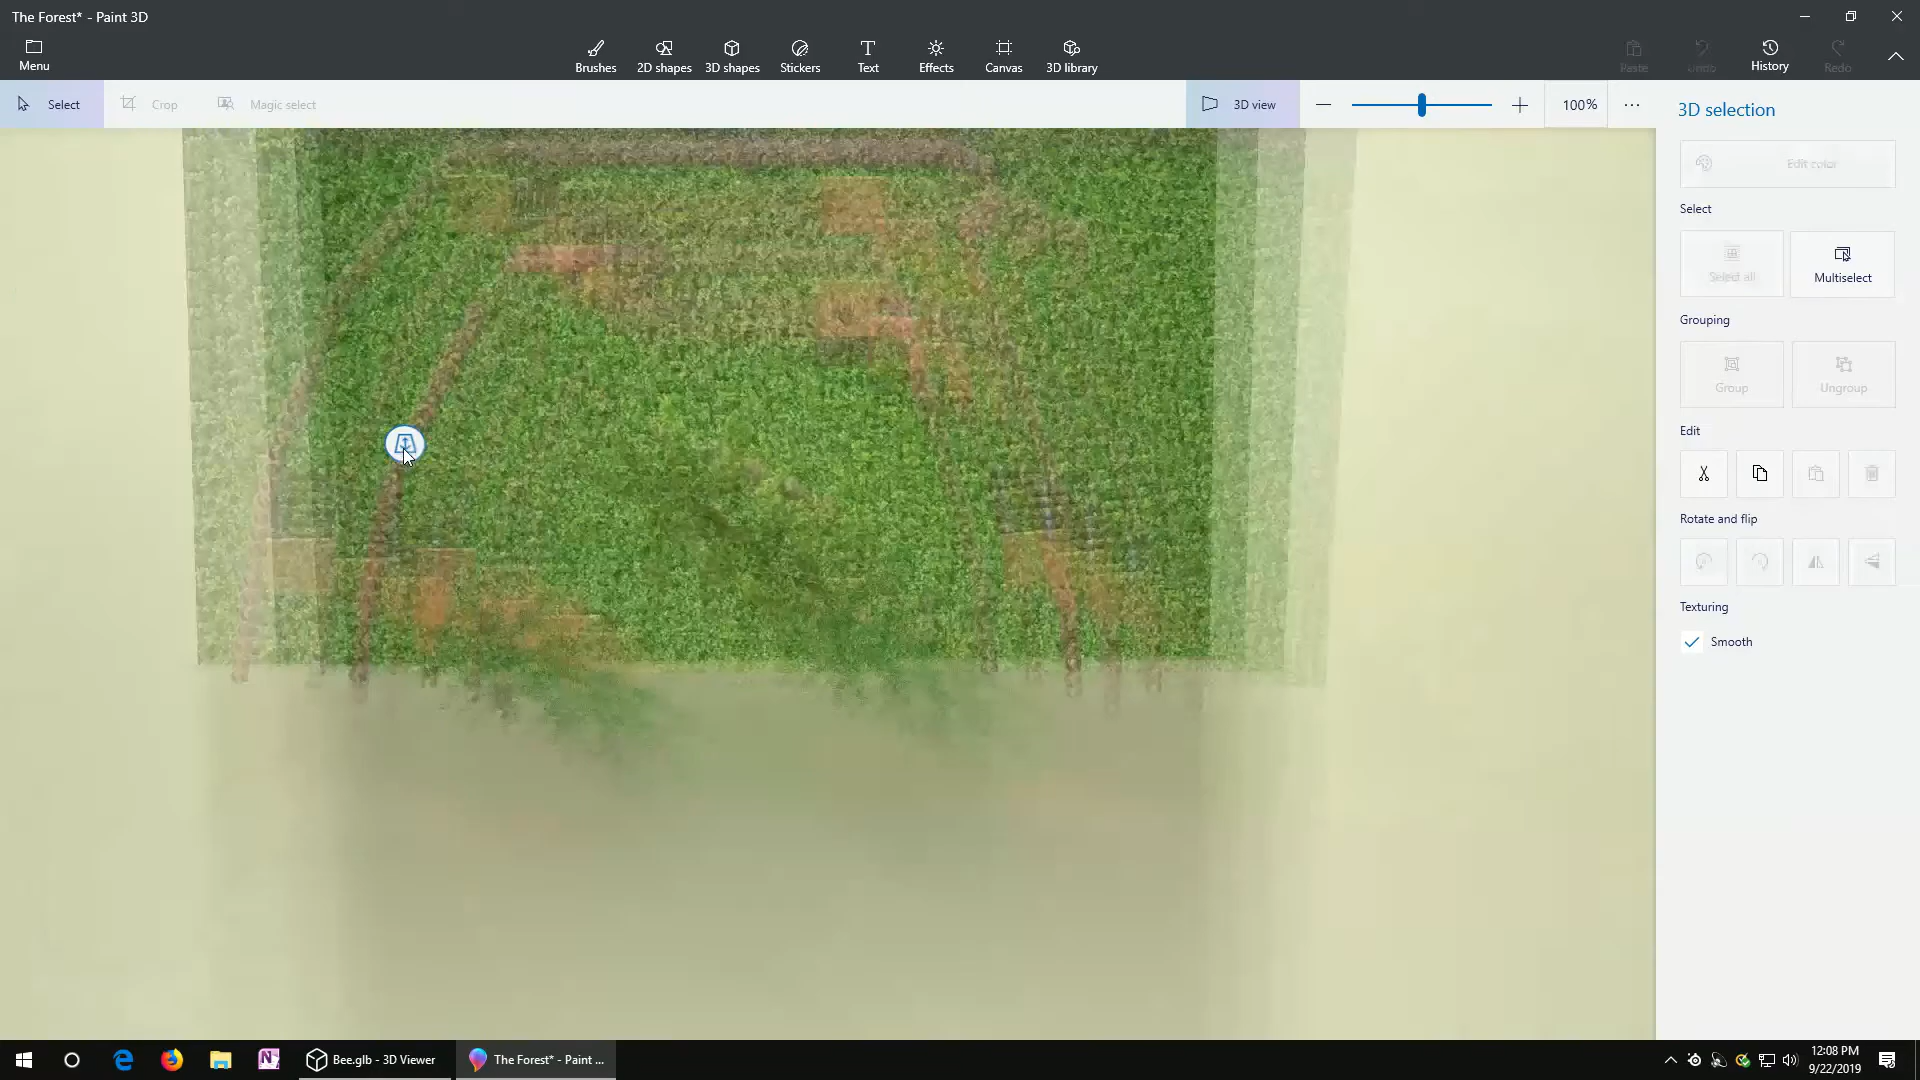 The Forest* - Paint 3D
Menu
Brushes
2D shapes
3D shapes
Stickers
Text
Effects
Canvas
3D library
Paste
Undo
History
Redo
Select
Crop
Magic select
3D view
100%
3D selection
Edit color
Select
Select all
Multiselect
Grouping
Group
Ungroup
Edit
Rotate and flip
Texturing
Smooth
Bee.glb - 3D Viewer
The Forest* - Paint ...
12:08 PM
9/22/2019